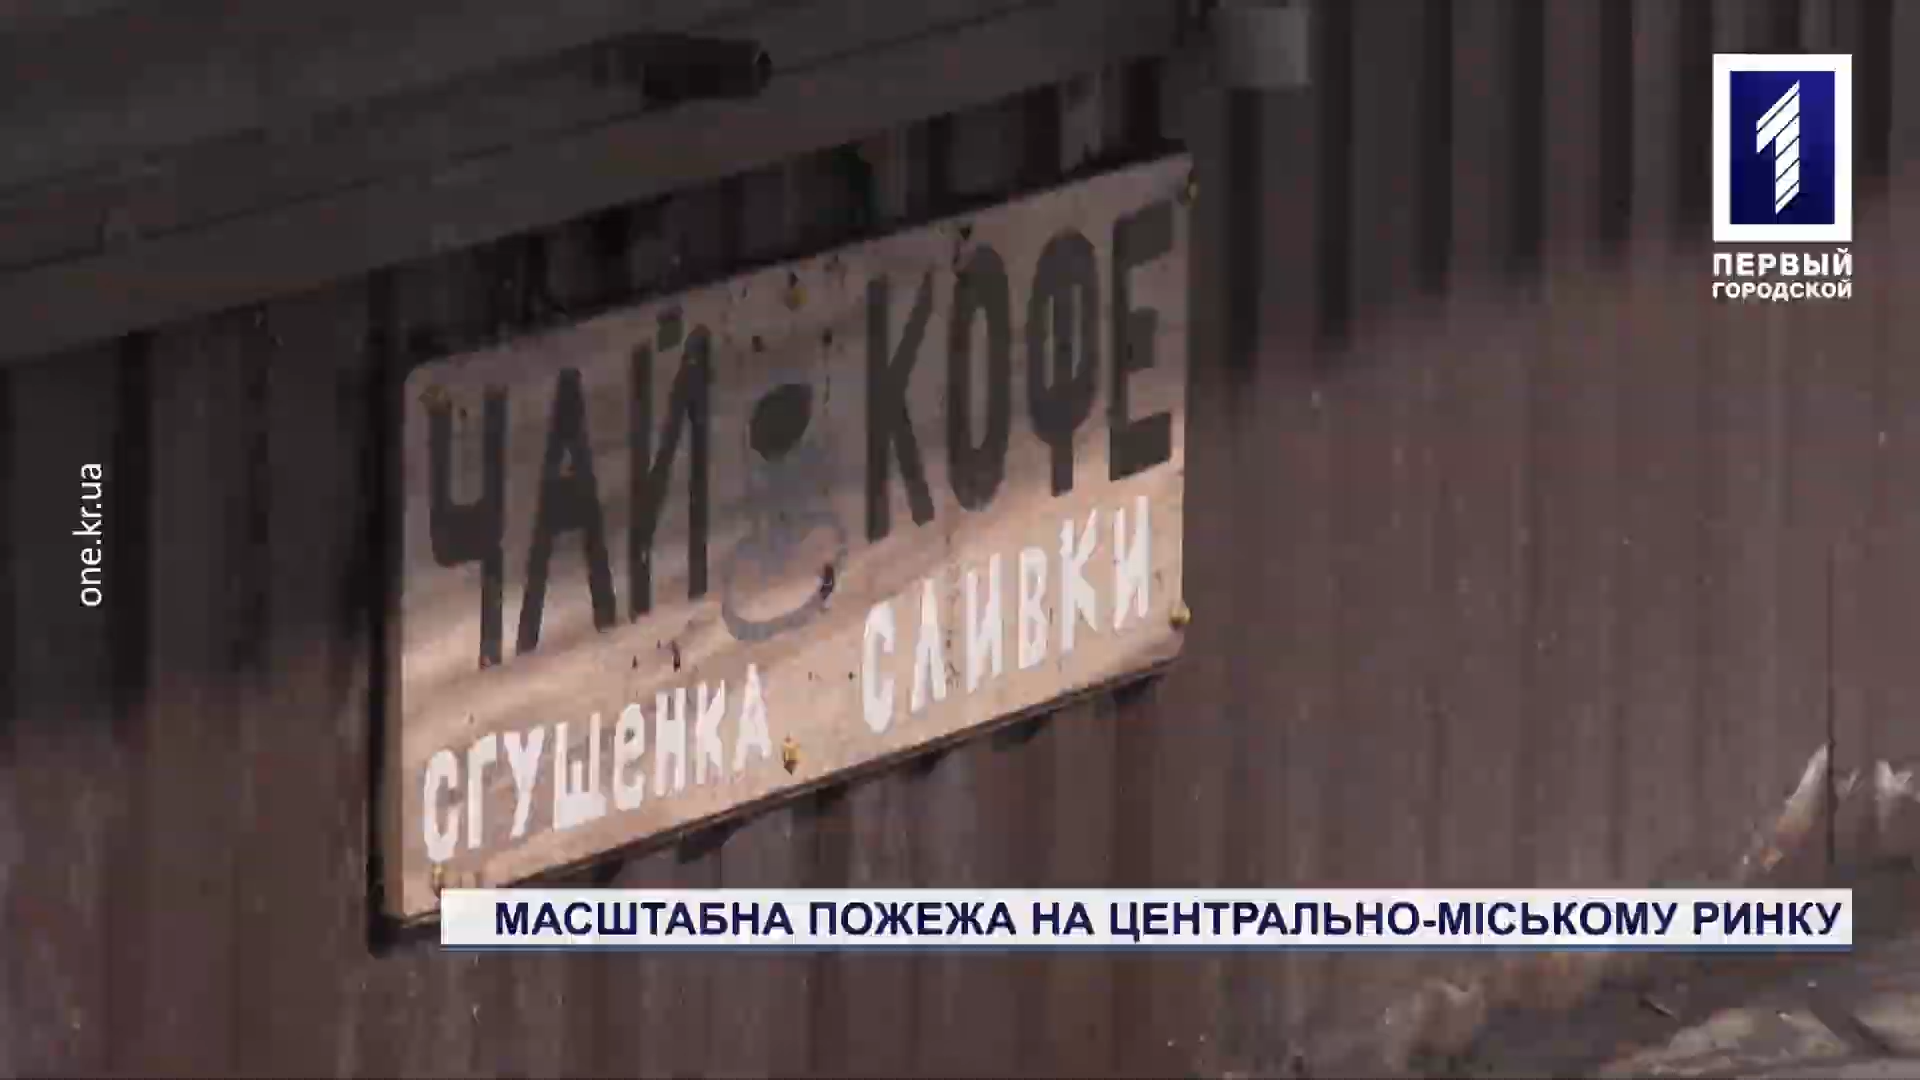 ПЕРВЫЙ
ГОРОДСКОЙ
one.kr.ua
ЧАЙ КОФЕ
СГУЩЕНКА СЛИВКИ
МАСШТАБНА ПОЖЕЖА НА ЦЕНТРАЛЬНО-МІСЬКОМУ РИНКУ